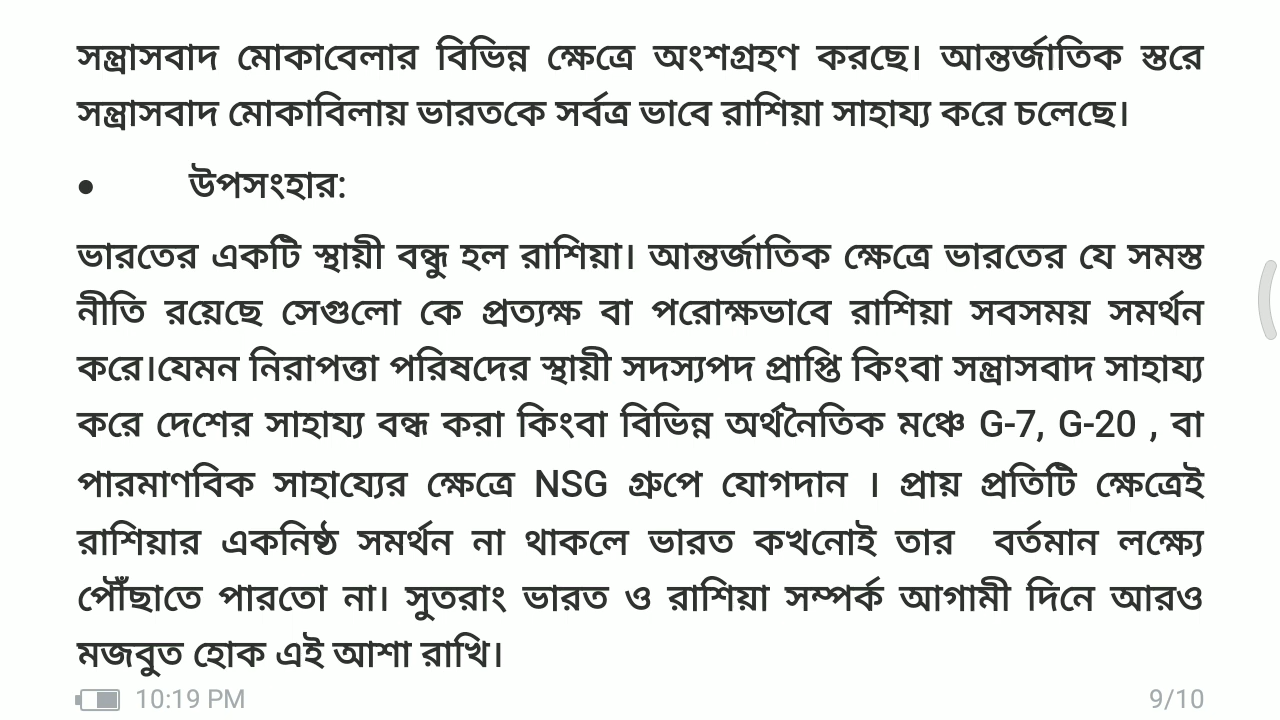 সন্ত্রাসবাদ মোকাবেলার বিভিন্ন ক্ষেত্রে অংশগ্রহণ করছে। আন্তর্জাতিক স্তরে
সন্ত্রাসবাদ মোকাবিলায় ভারতকে সর্বত্র ভাবে রাশিয়া সাহায্য করে চলেছে।
• উপসংহার:
ভারতের একটি স্থায়ী বন্ধু হল রাশিয়া। আন্তর্জাতিক ক্ষেত্রে ভারতের যে সমস্ত
নীতি রয়েছে সেগুলো কে প্রত্যক্ষ বা পরোক্ষভাবে রাশিয়া সবসময় সমর্থন
করে।যেমন নিরাপত্তা পরিষদের স্থায়ী সদস্যপদ প্রাপ্তি কিংবা সন্ত্রাসবাদ সাহায্য
করে দেশের সাহায্য বন্ধ করা কিংবা বিভিন্ন অর্থনৈতিক মঞ্চে G-7, G-20 , বা
পারমাণবিক সাহায্যের ক্ষেত্রে NSG গ্রুপে যোগদান । প্রায় প্রতিটি ক্ষেত্রেই
রাশিয়ার একনিষ্ঠ সমর্থন না থাকলে ভারত কখনোই তার বর্তমান লক্ষ্যে
পৌঁছাতে পারতো না। সুতরাং ভারত ও রাশিয়া সম্পর্ক আগামী দিনে আরও
মজবুত হোক এই আশা রাখি।
10:19 PM 9/10